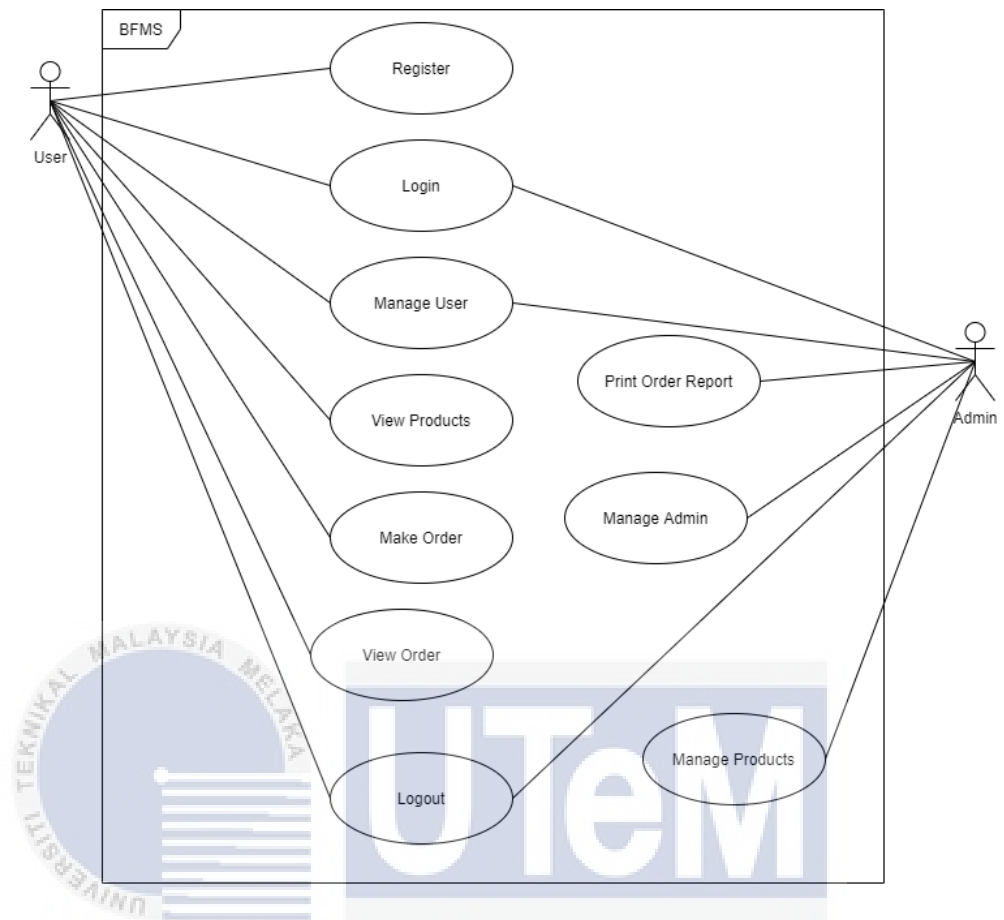 BFMS
Register
User
Login
Manage User
Print Order Report
View Products
Admin
Manage Admin
Make Order
View Order
Manage Products
Logout
UNIVERSITI TEKNIKAL MALAYSIA MELAKA
UTeM